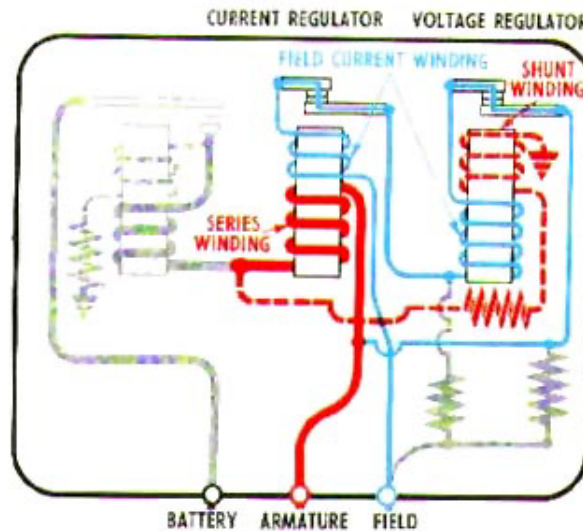 CURRENT REGULATOR
VOLTAGE REGULATOR
FIELD CURRENT WINDING
SHUNT
WINDING
SERIES
WINDING
BATTERY
ARMATURE
FIELD